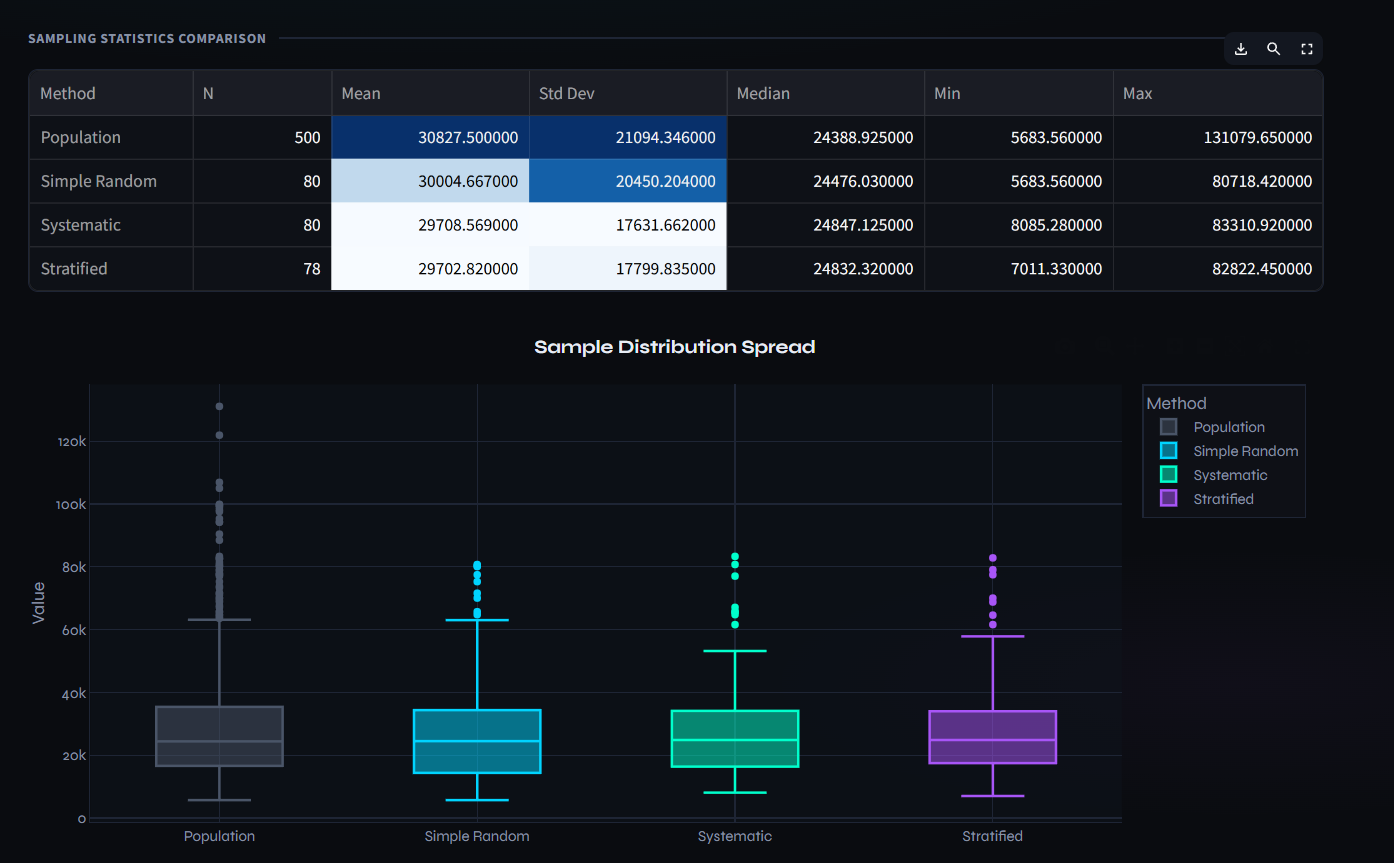 SAMPLING STATISTICS COMPARISON
Method N Mean Std Dev Median Min Max
Population 500 30827.500000 21094.346000 24388.925000 5683.560000 131079.650000
Simple Random 80 30004.667000 20450.204000 24476.030000 5683.560000 80718.420000
Systematic 80 29708.569000 17631.662000 24847.125000 8085.280000 83310.920000
Stratified 78 29702.820000 17799.835000 24832.320000 7011.330000 82822.450000
Sample Distribution Spread
Value
120k
100k
80k
60k
40k
20k
0
Population Simple Random Systematic Stratified
Method
Population
Simple Random
Systematic
Stratified